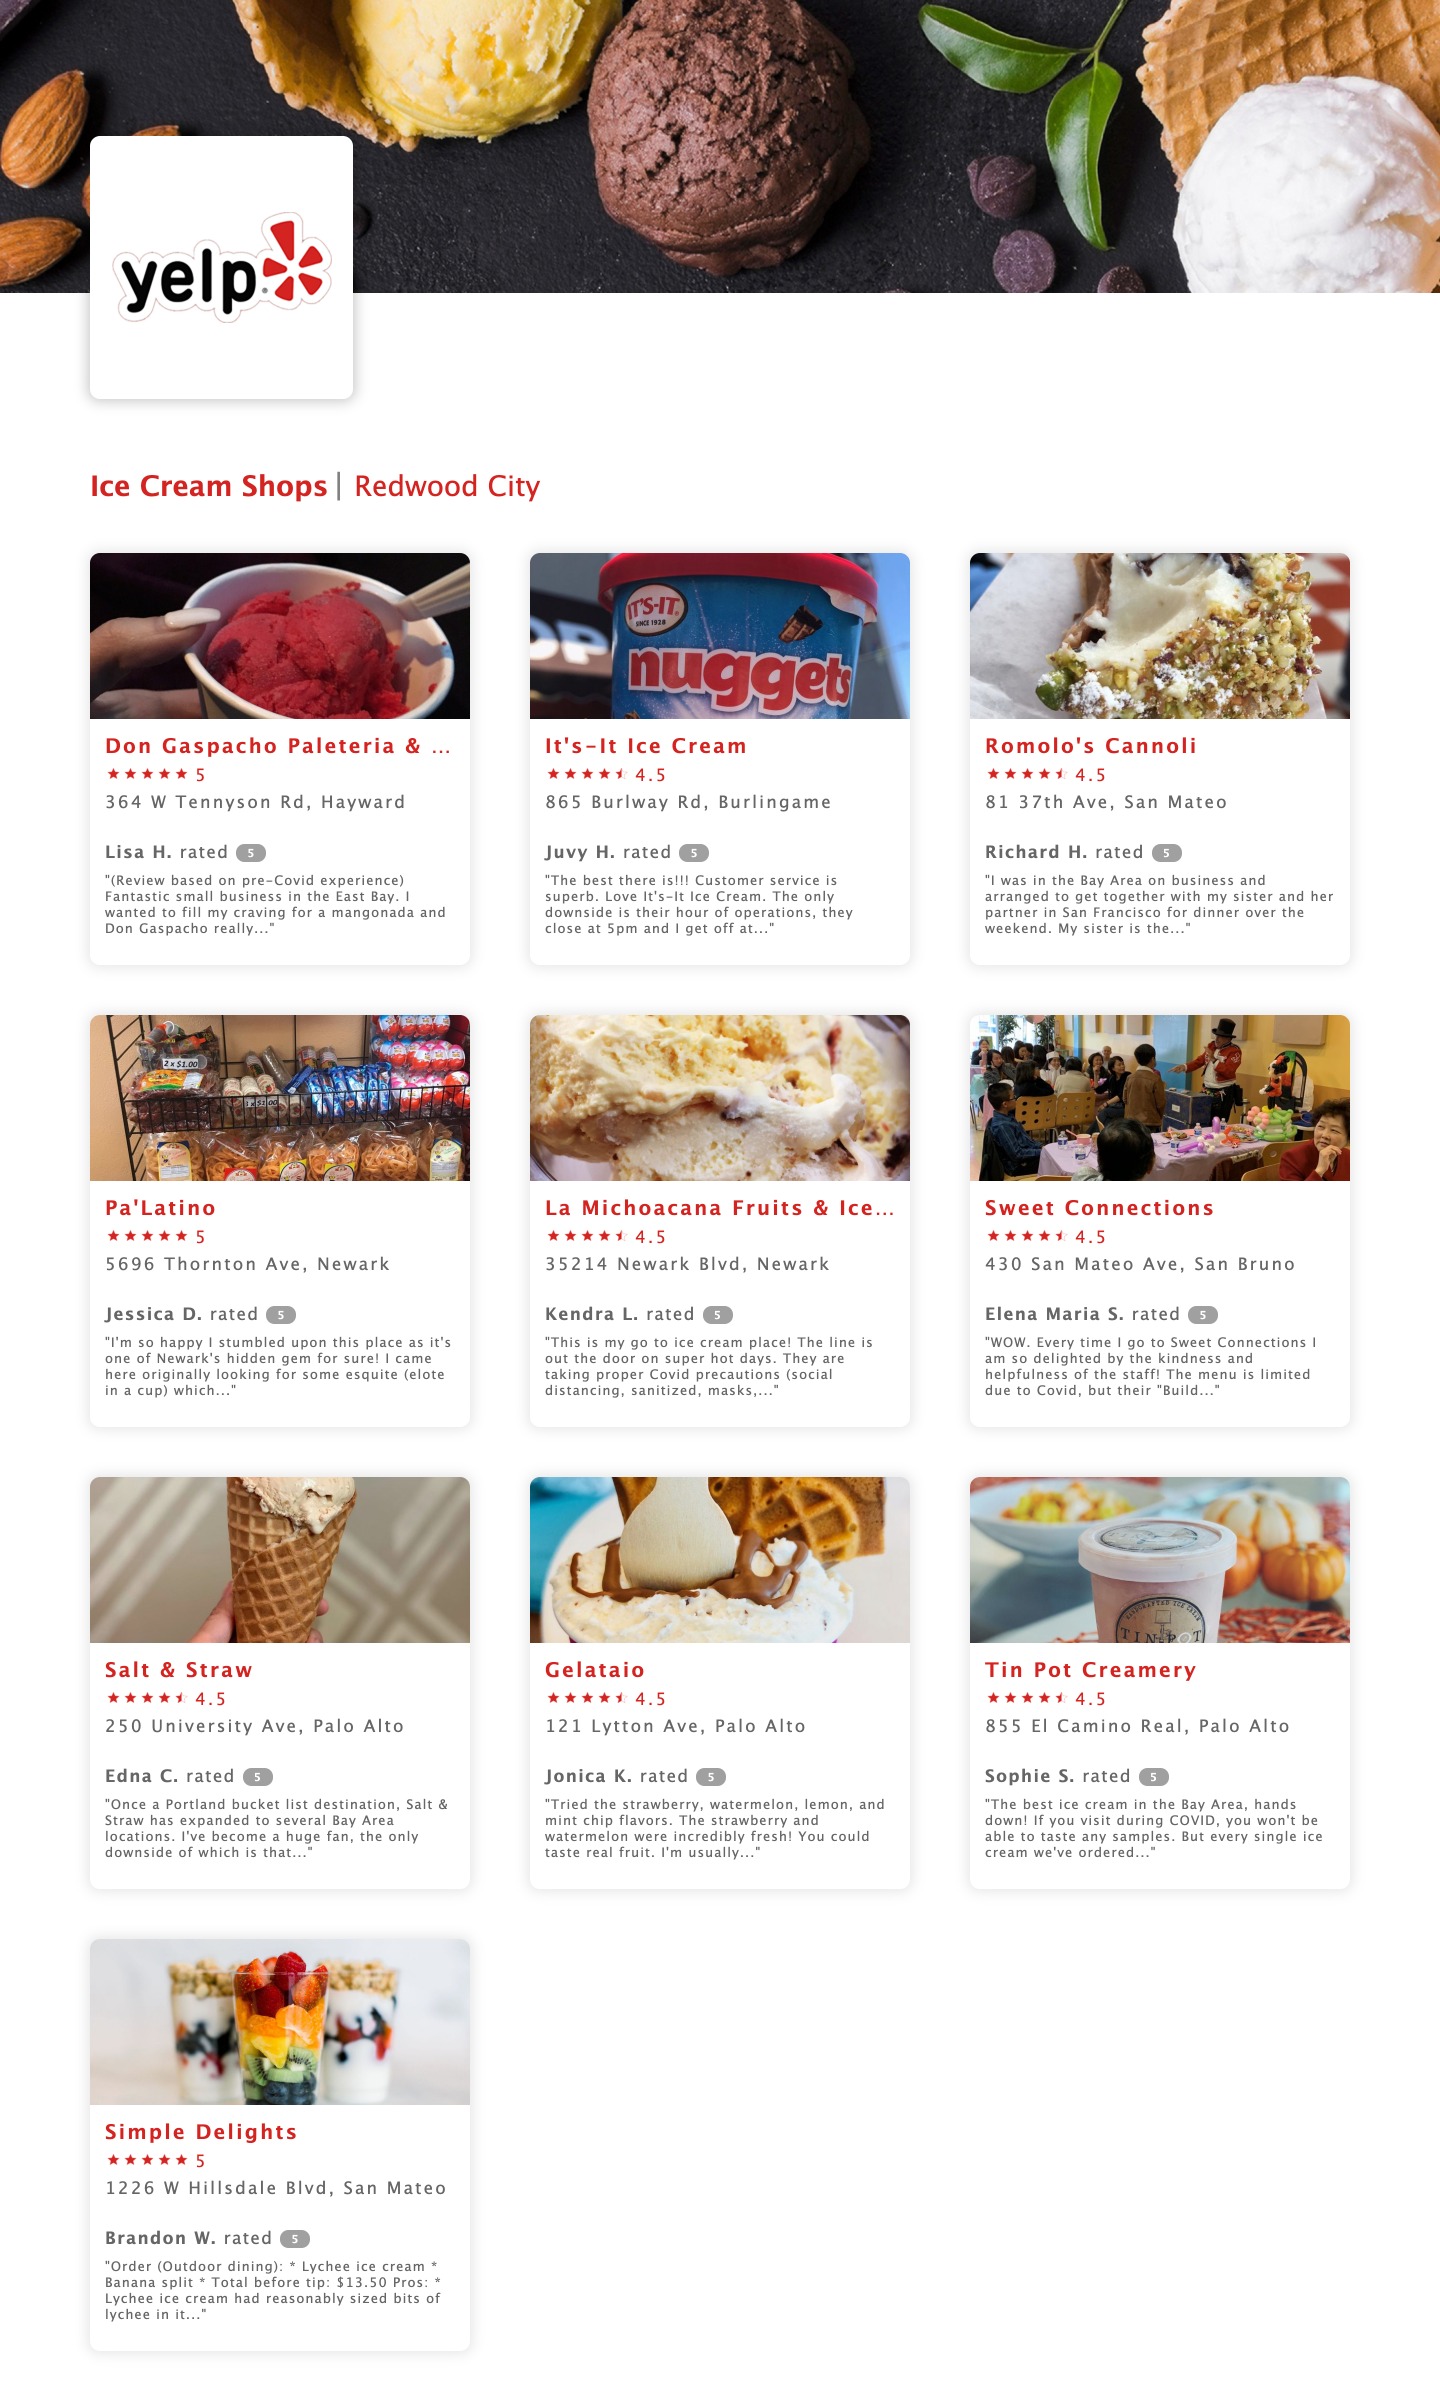 yelp
Ice Cream Shops | Redwood City
IT'S-IT
SINCE 1928
nuggets
Don Gaspacho Paleteria & ...
5
364 W Tennyson Rd, Hayward
Lisa H. rated 5
"(Review based on pre-Covid experience)
Fantastic small business in the East Bay. I
wanted to fill my craving for a mangonada and
Don Gaspacho really..."
It's-It Ice Cream
4.5
865 Burlway Rd, Burlingame
Juvy H. rated 5
"The best there is!!! Customer service is
superb. Love It's-It Ice Cream. The only
downside is their hour of operations, they
close at 5pm and I get off at..."
Romolo's Cannoli
4.5
81 37th Ave, San Mateo
Richard H. rated 5
"I was in the Bay Area on business and
arranged to get together with my sister and her
partner in San Francisco for dinner over the
weekend. My sister is the..."
2 x $1.00
Pa'Latino
5
5696 Thornton Ave, Newark
Jessica D. rated 5
"I'm so happy I stumbled upon this place as it's
one of Newark's hidden gem for sure! I came
here originally looking for some esquite (elote
in a cup) which..."
La Michoacana Fruits & Ice...
4.5
35214 Newark Blvd, Newark
Kendra L. rated 5
"This is my go to ice cream place! The line is
out the door on super hot days. They are
taking proper Covid precautions (social
distancing, sanitized, masks,..."
Sweet Connections
4.5
430 San Mateo Ave, San Bruno
Elena Maria S. rated 5
"WOW. Every time I go to Sweet Connections I
am so delighted by the kindness and
helpfulness of the staff! The menu is limited
due to Covid, but their "Build..."
Salt & Straw
4.5
250 University Ave, Palo Alto
Edna C. rated 5
"Once a Portland bucket list destination, Salt &
Straw has expanded to several Bay Area
locations. I've become a huge fan, the only
downside of which is that..."
Gelataio
4.5
121 Lytton Ave, Palo Alto
Jonica K. rated 5
"Tried the strawberry, watermelon, lemon, and
mint chip flavors. The strawberry and
watermelon were incredibly fresh! You could
taste real fruit. I'm usually..."
HANDCRAFTED ICE CREAM
TIN POT
Tin Pot Creamery
4.5
855 El Camino Real, Palo Alto
Sophie S. rated 5
"The best ice cream in the Bay Area, hands
down! If you visit during COVID, you won't be
able to taste any samples. But every single ice
cream we've ordered..."
Simple Delights
5
1226 W Hillsdale Blvd, San Mateo
Brandon W. rated 5
"Order (Outdoor dining): * Lychee ice cream *
Banana split * Total before tip: $13.50 Pros: *
Lychee ice cream had reasonably sized bits of
lychee in it..."